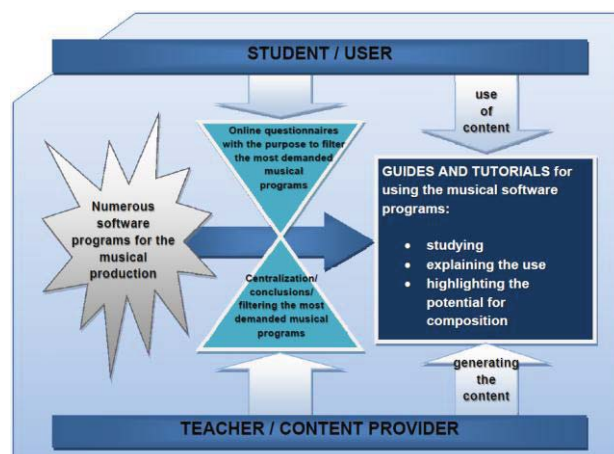 STUDENT / USER
use
of
content
Online questionnaires
with the purpose to filter
the most demanded
musical
programs
Numerous
software
programs for the
musical
production
GUIDES AND TUTORIALS for
using the musical software
programs:
• studying
• explaining the use
• highlighting the
potential for
composition
Centralization/
conclusions/
filtering the most
demanded musical
programs
generating
the
content
TEACHER / CONTENT PROVIDER